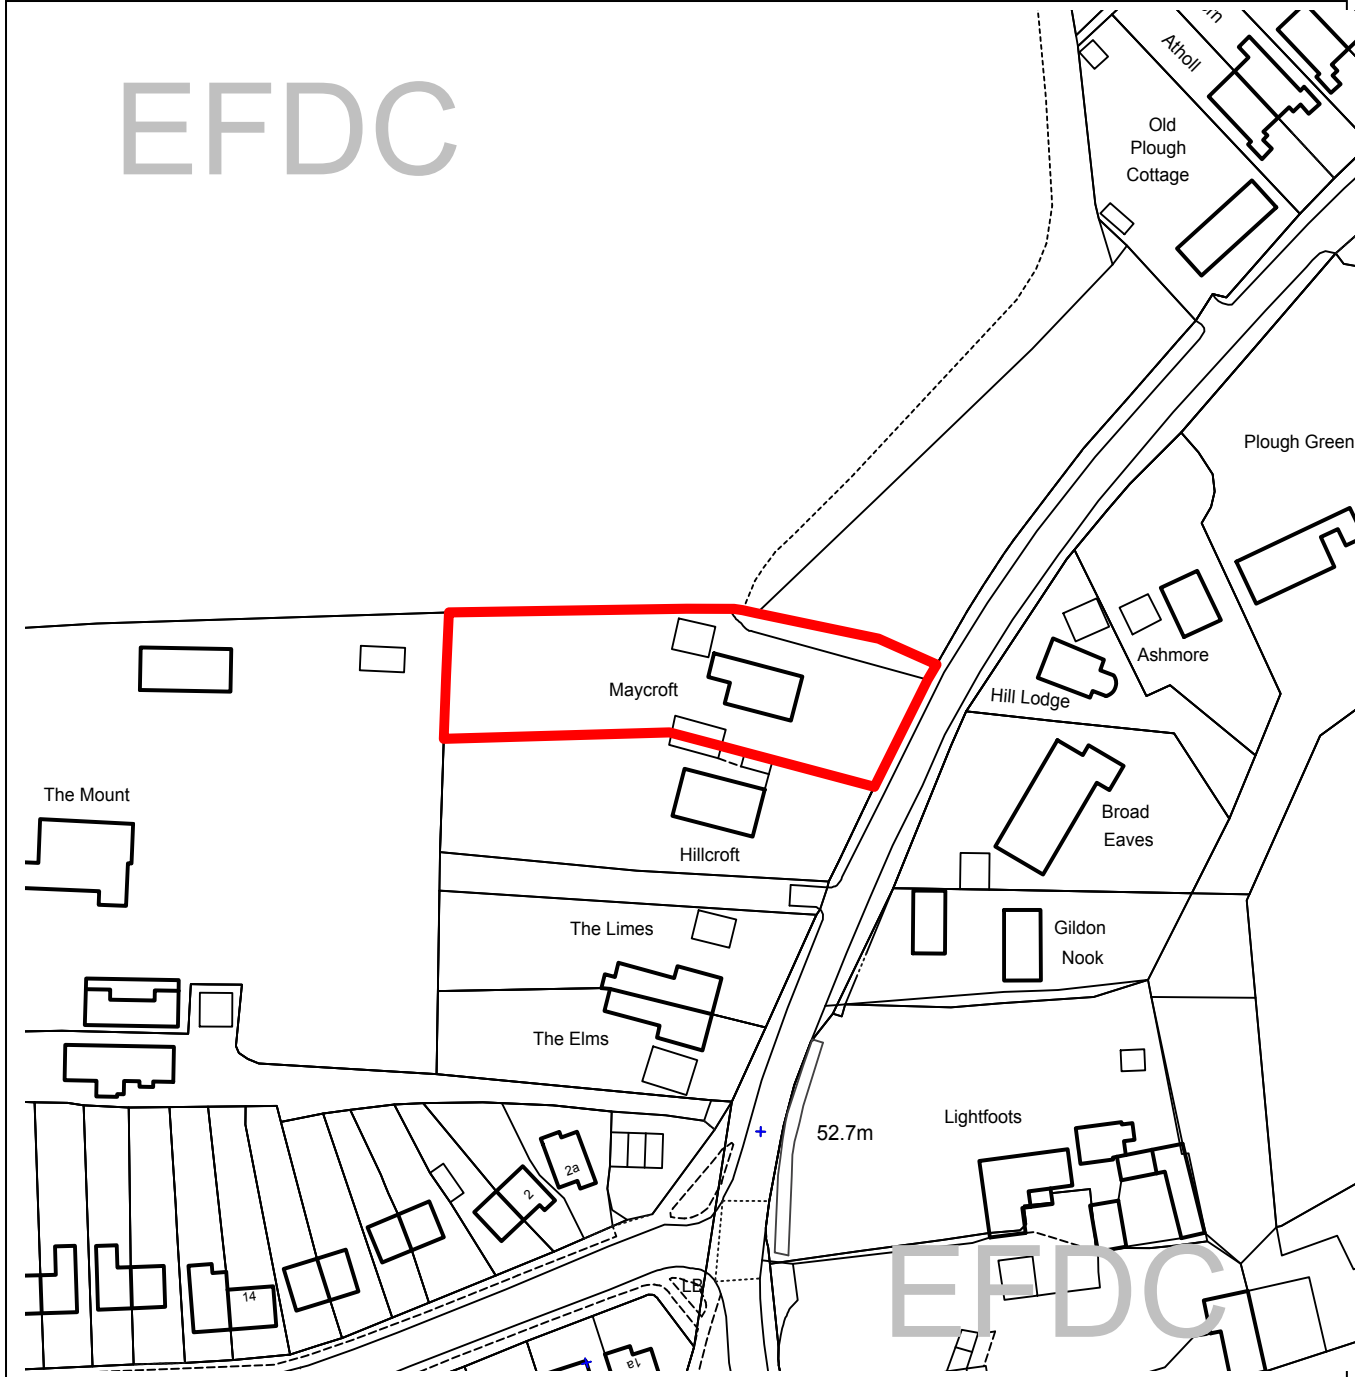 EFDC
Atholl
Old
Plough
Cottage
Plough Green
Ashmore
Maycroft
Hill Lodge
The Mount
Broad
Eaves
Hillcroft
The Limes
Gildon
Nook
The Elms
Lightfoots
52.7m
2a
2
LB
14
1a
EFDC